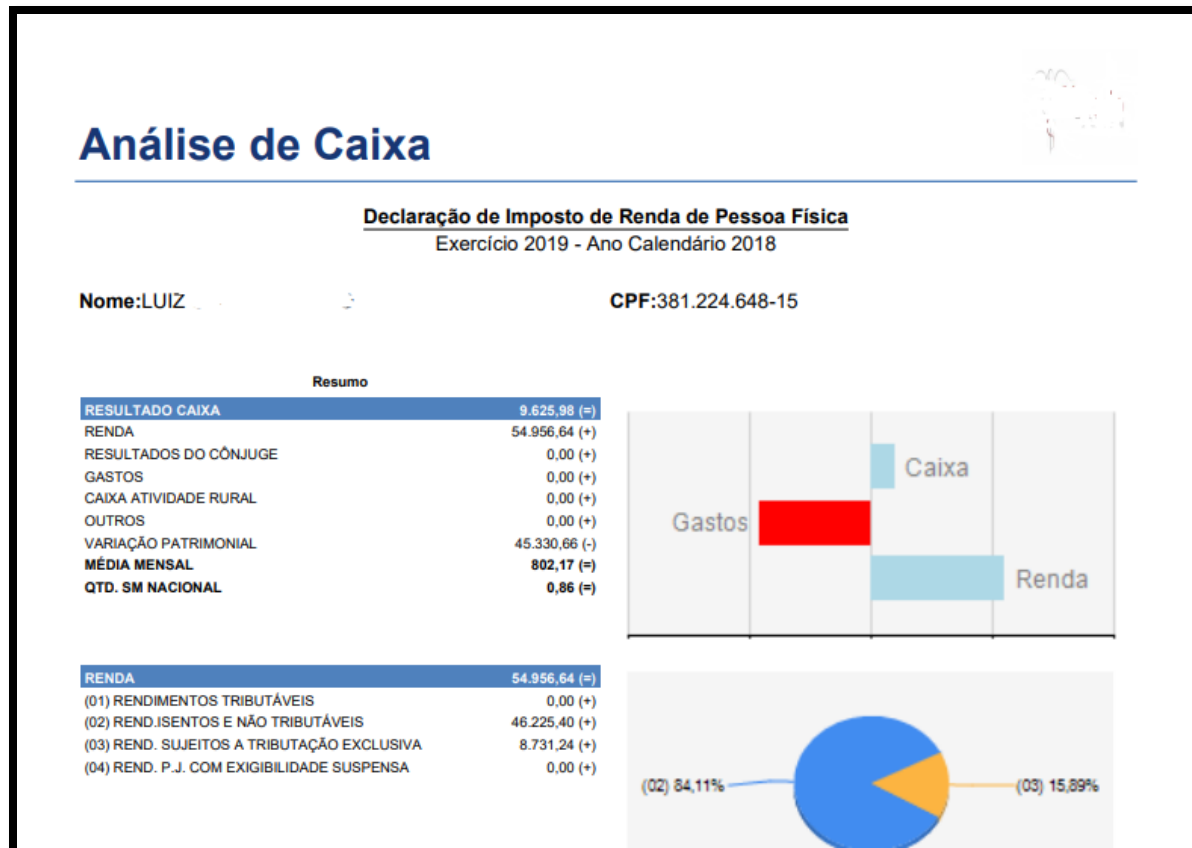 Análise de Caixa
Declaração de Imposto de Renda de Pessoa Física
Exercício 2019 - Ano Calendário 2018
Nome:LUIZ CPF:381.224.648-15
Resumo
RESULTADO CAIXA 9.625,98 (=)
RENDA 54.956,64 (+)
RESULTADOS DO CÔNJUGE 0,00 (+)
GASTOS 0,00 (+)
CAIXA ATIVIDADE RURAL 0,00 (+)
OUTROS 0,00 (+)
VARIAÇÃO PATRIMONIAL 45.330,66 (-)
MÉDIA MENSAL 802,17 (=)
QTD. SM NACIONAL 0,86 (=)
Caixa
Gastos
Renda
RENDA 54.956,64 (=)
(01) RENDIMENTOS TRIBUTÁVEIS 0,00 (+)
(02) REND.ISENTOS E NÃO TRIBUTÁVEIS 46.225,40 (+)
(03) REND. SUJEITOS A TRIBUTAÇÃO EXCLUSIVA 8.731,24 (+)
(04) REND. P.J. COM EXIGIBILIDADE SUSPENSA 0,00 (+)
(02) 84,11% (03) 15,89%